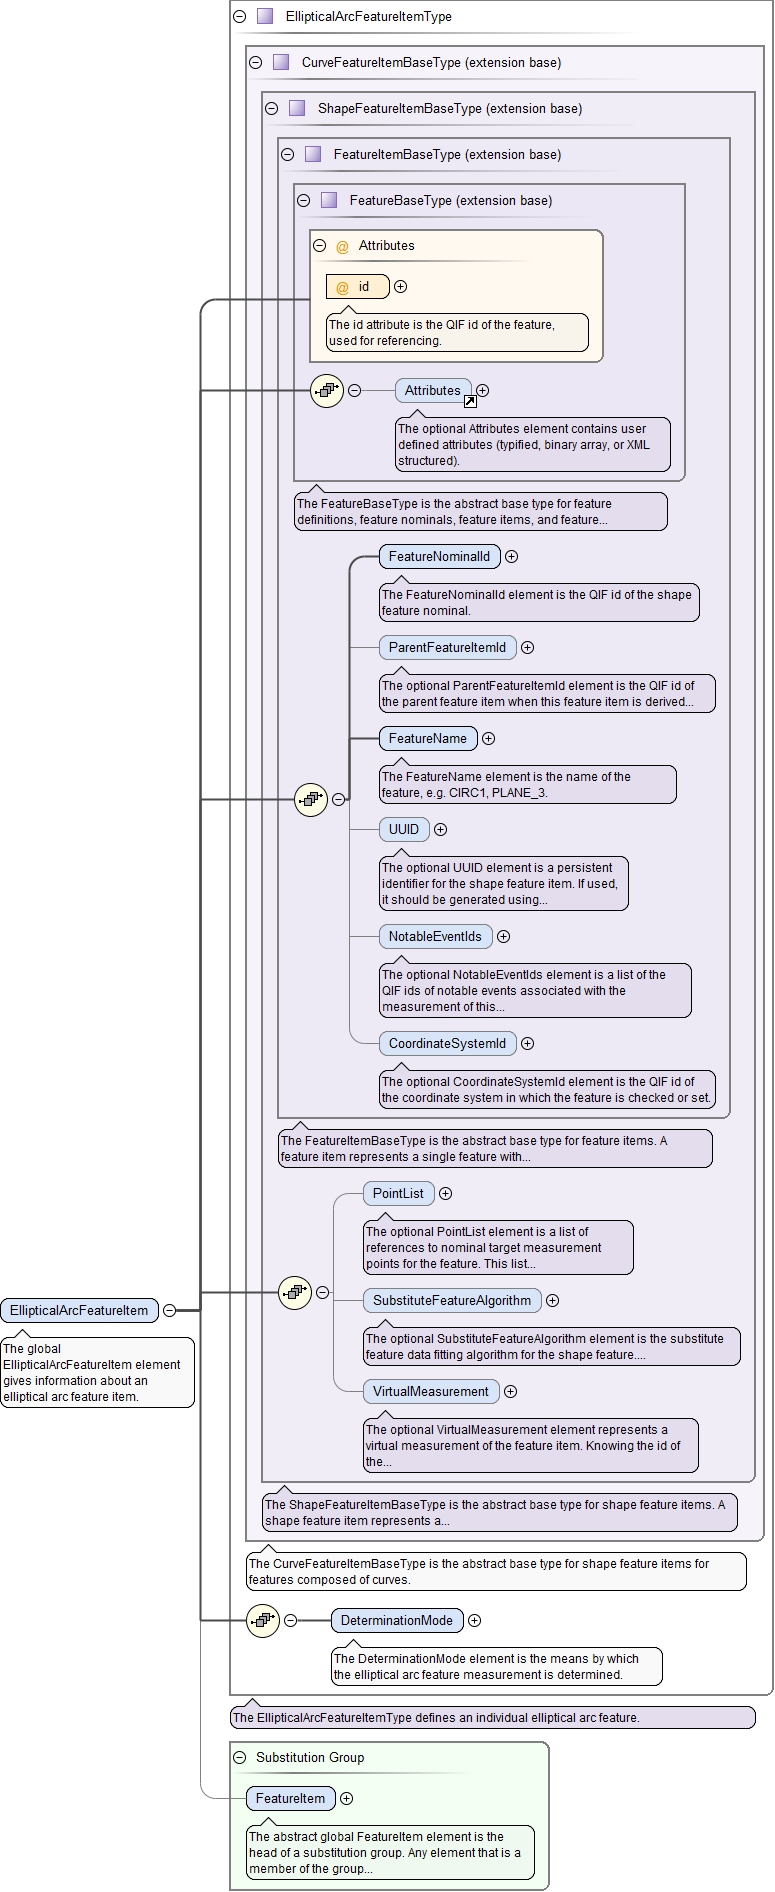 EllipticalArcFeatureItemType
CurveFeatureItemBaseType (extension base)
ShapeFeatureItemBaseType (extension base)
FeatureItemBaseType (extension base)
FeatureBaseType (extension base)
@ Attributes
@ id
The id attribute is the QIF id of the feature,
used for referencing.
Attributes
The optional Attributes element contains user
defined attributes (typified, binary array, or XML
structured).
The FeatureBaseType is the abstract base type for feature
definitions, feature nominals, feature items, and feature...
FeatureNominalId
The FeatureNominalId element is the QIF id of the shape
feature nominal.
ParentFeatureItemId
The optional ParentFeatureItemId element is the QIF id of
the parent feature item when this feature item is derived...
FeatureName
The FeatureName element is the name of the
feature, e.g. CIRC1, PLANE_3.
UUID
The optional UUID element is a persistent
identifier for the shape feature item. If used,
it should be generated using...
NotableEventIds
The optional NotableEventIds element is a list of the
QIF ids of notable events associated with the
measurement of this...
CoordinateSystemId
The optional CoordinateSystemId element is the QIF id of
the coordinate system in which the feature is checked or set.
The FeatureItemBaseType is the abstract base type for feature items. A
feature item represents a single feature with...
PointList
The optional PointList element is a list of
references to nominal target measurement
points for the feature. This list...
SubstituteFeatureAlgorithm
The optional SubstituteFeatureAlgorithm element is the substitute
feature data fitting algorithm for the shape feature....
VirtualMeasurement
The optional VirtualMeasurement element represents a
virtual measurement of the feature item. Knowing the id of
the...
The ShapeFeatureItemBaseType is the abstract base type for shape feature items. A
shape feature item represents a...
EllipticalArcFeatureItem
The global
EllipticalArcFeatureItem element
gives information about an
elliptical arc feature item.
The CurveFeatureItemBaseType is the abstract base type for shape feature items for
features composed of curves.
DeterminationMode
The DeterminationMode element is the means by which
the elliptical arc feature measurement is determined.
The EllipticalArcFeatureItemType defines an individual elliptical arc feature.
Substitution Group
FeatureItem
The abstract global FeatureItem element is the
head of a substitution group. Any element that is a
member of the group...